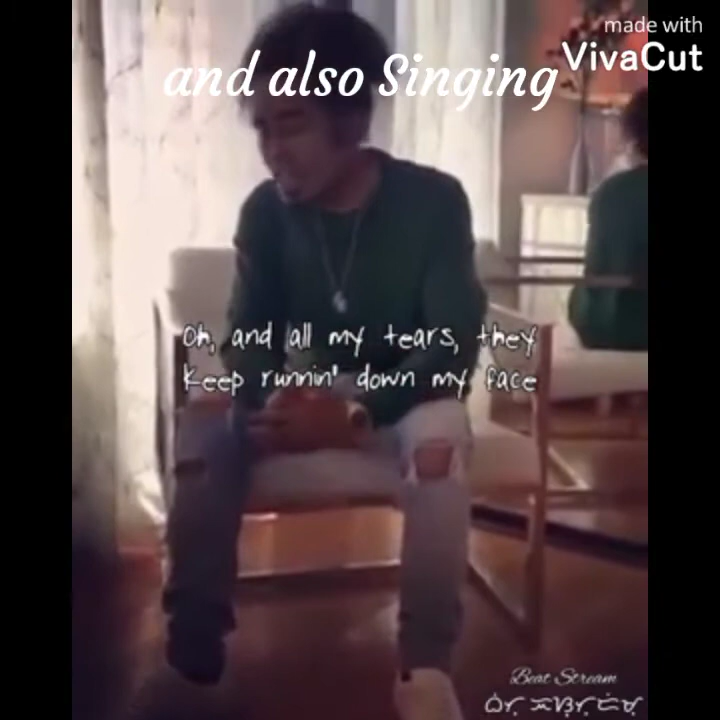 made with
VivaCut
and also Singing
Oh, and all my tears, they
keep runnin' down my face
Beat Stream